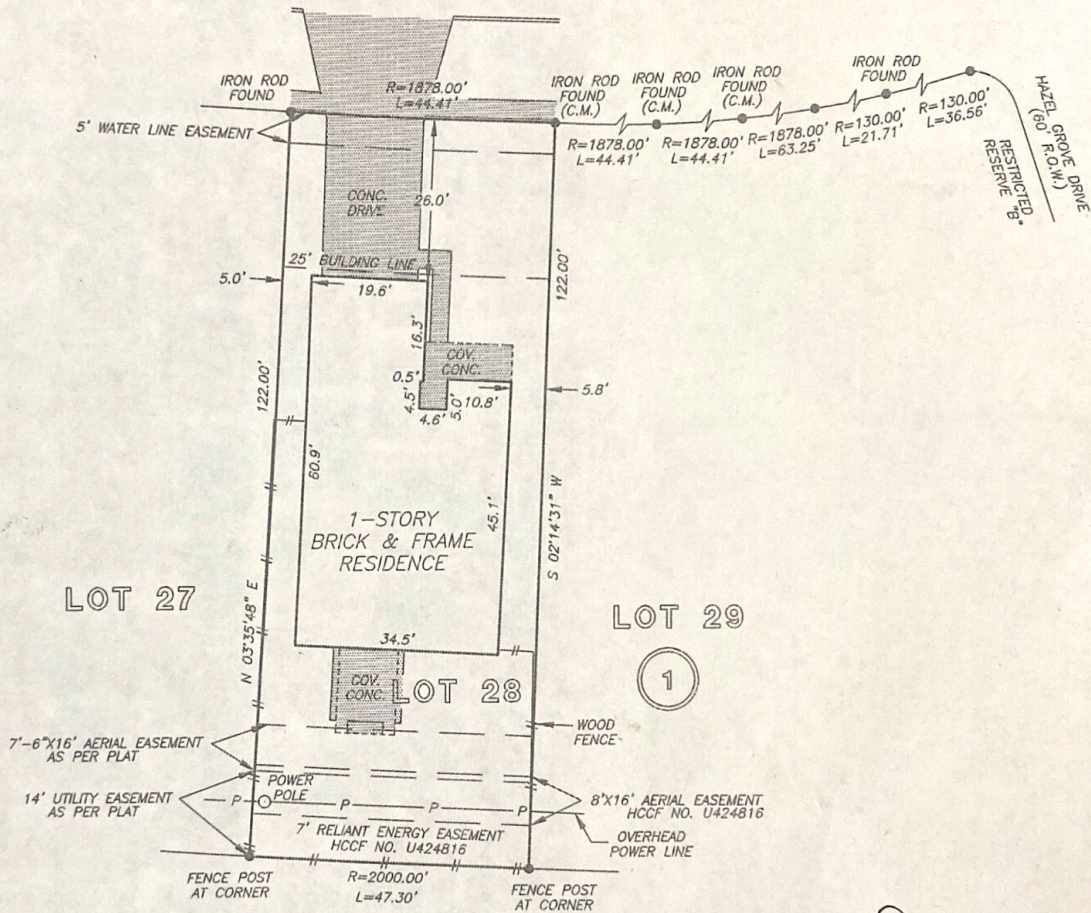 IRON ROD
FOUND
R=1878.00'
L=44.41'
IRON ROD
FOUND
(C.M.)
IRON ROD
FOUND
(C.M.)
IRON ROD
FOUND
(C.M.)
IRON ROD
FOUND
R=1878.00'
L=44.41'
R=1878.00'
L=44.41'
R=1878.00'
L=63.25'
R=130.00'
L=21.71'
R=130.00'
L=36.56'
HAZEL GROVE DRIVE
(60' R.O.W.)
RESTRICTED
RESERVE "B"
5' WATER LINE EASEMENT
CONC.
DRIVE
26.0'
25' BUILDING LINE
5.0'
19.6'
122.00'
16.3'
COV.
CONC.
0.5'
4.5'
4.6'
5.0'
10.8'
5.8'
122.00'
60.9'
45.1'
1-STORY
BRICK & FRAME
RESIDENCE
S 02°14'31" W
N 03°35'48" E
LOT 27
LOT 29
1
34.5'
COV.
CONC.
LOT 28
WOOD
FENCE
7'-6"X16' AERIAL EASEMENT
AS PER PLAT
14' UTILITY EASEMENT
AS PER PLAT
POWER
POLE
P
P
P
P
8'X16' AERIAL EASEMENT
HCCF NO. U424816
7' RELIANT ENERGY EASEMENT
HCCF NO. U424816
OVERHEAD
POWER LINE
FENCE POST
AT CORNER
R=2000.00'
L=47.30'
FENCE POST
AT CORNER